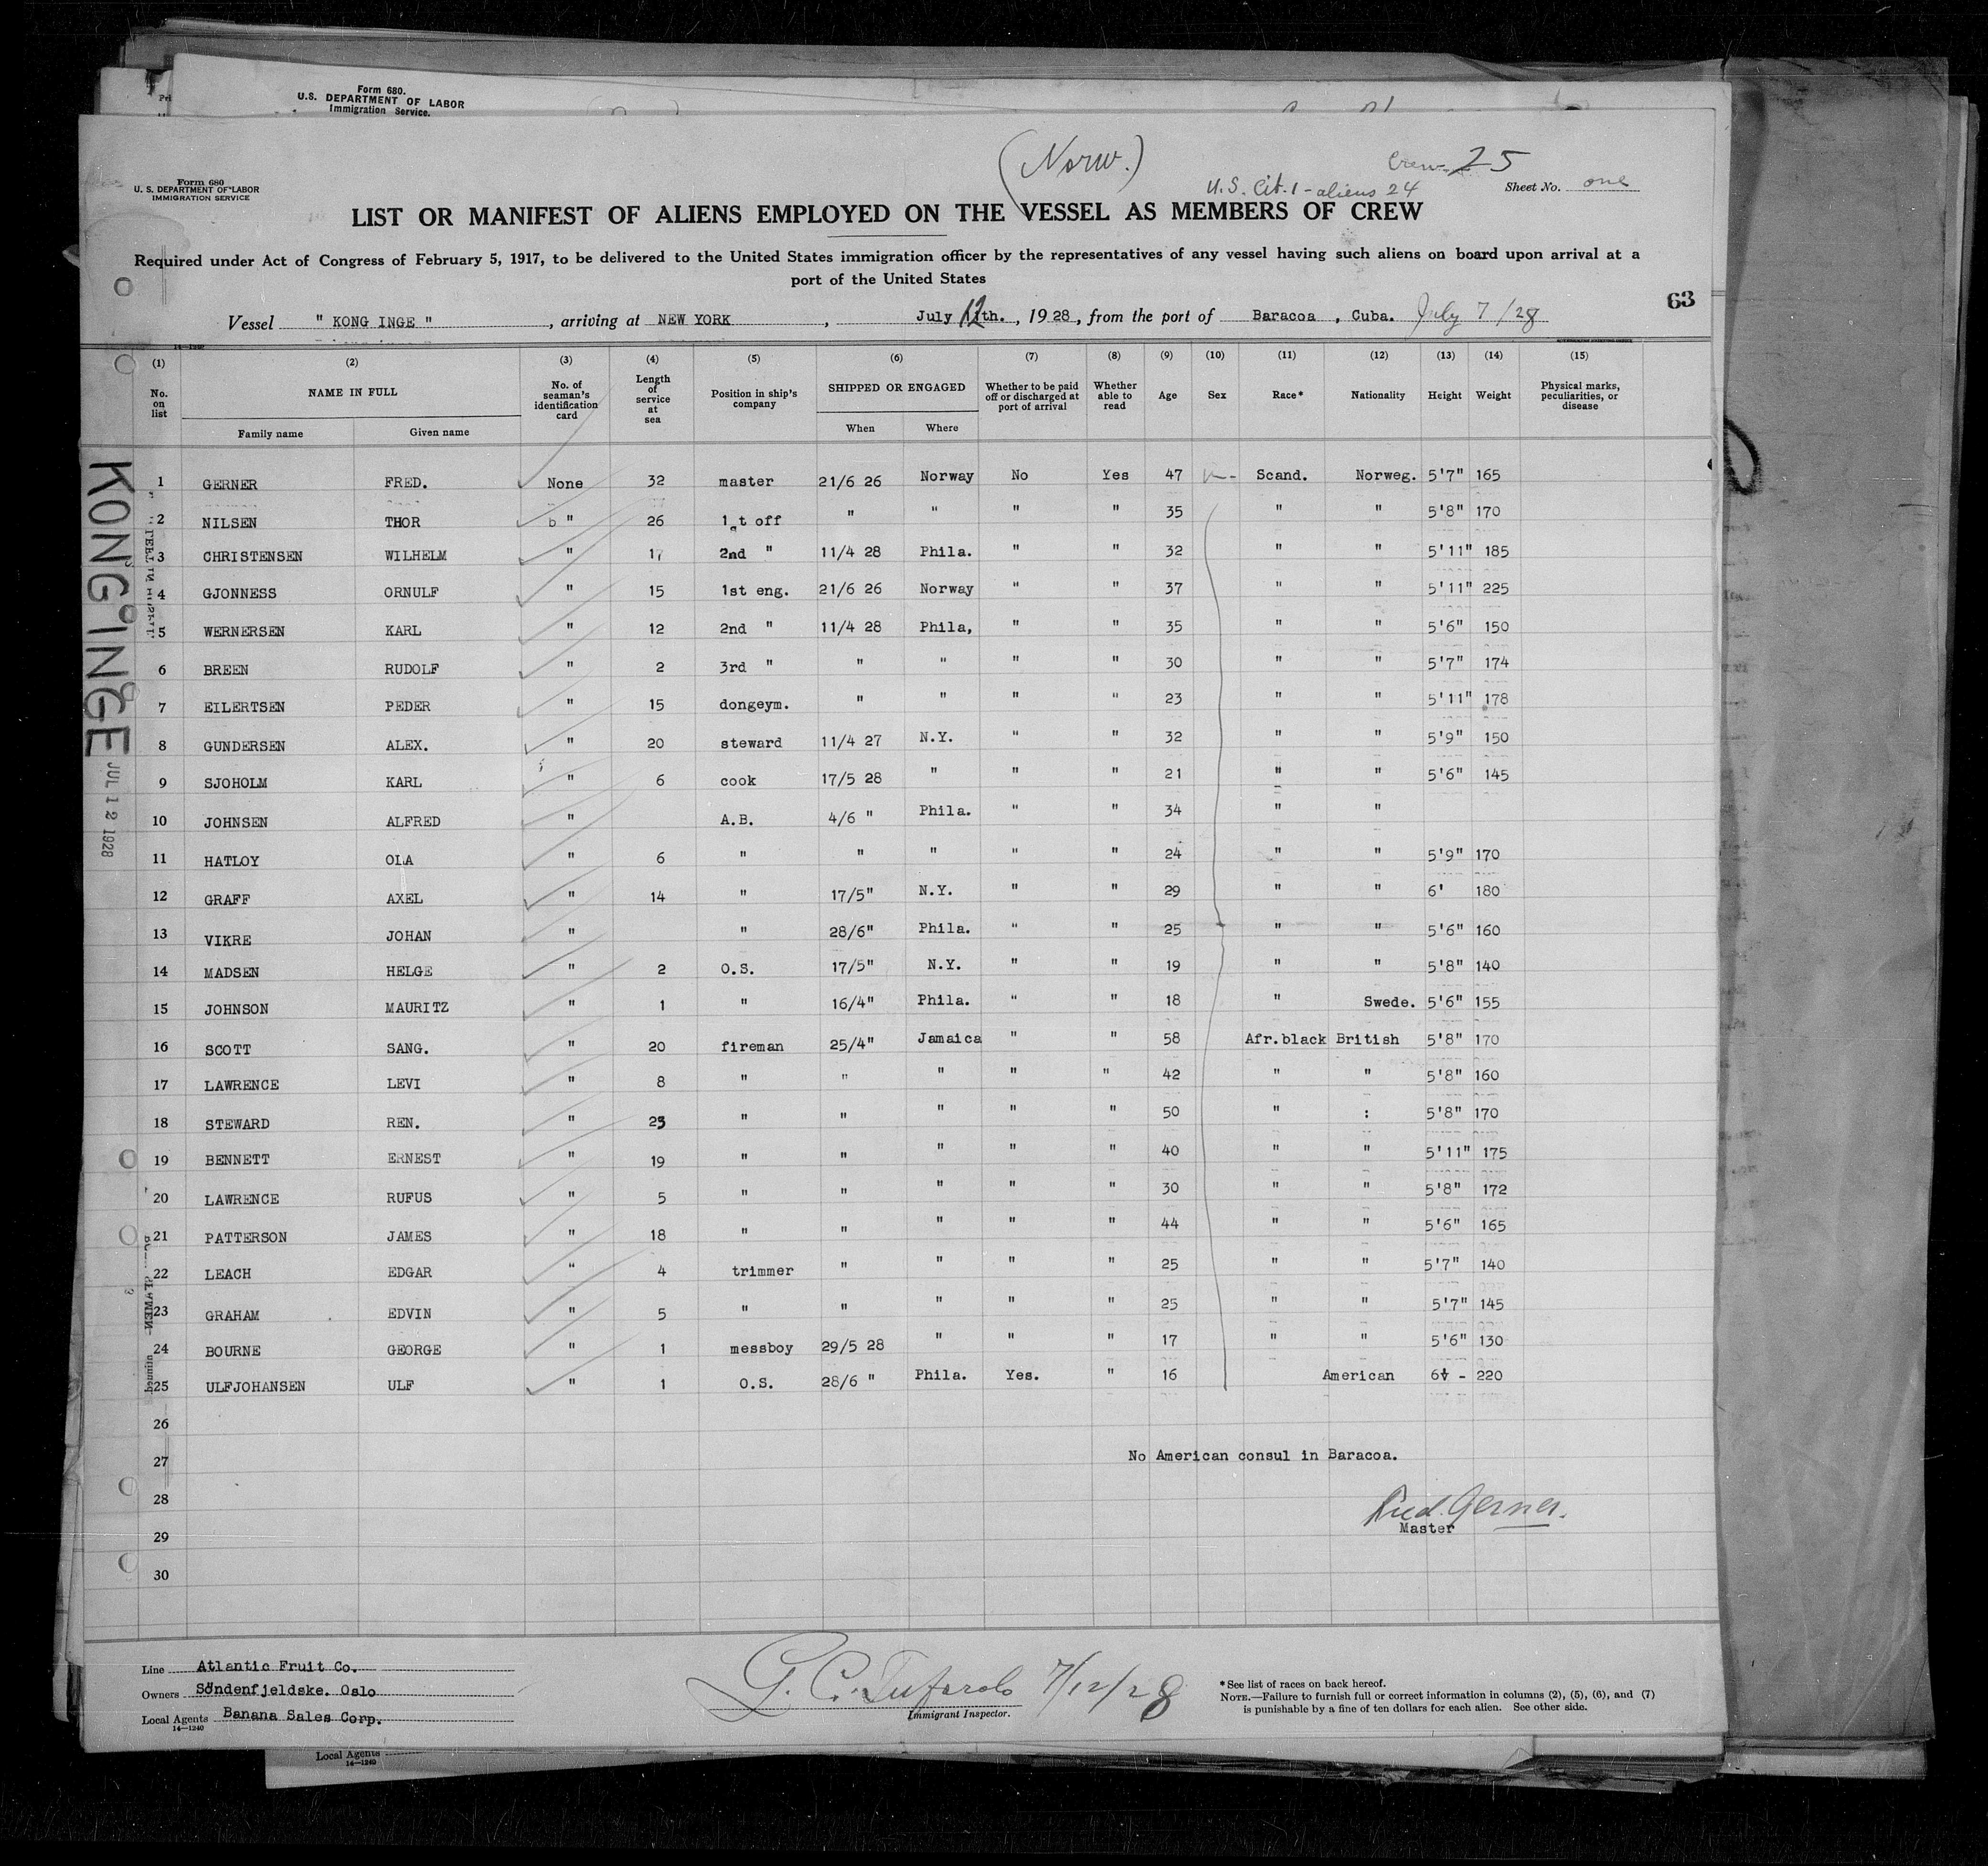 Form 680.
U.S. DEPARTMENT OF LABOR
Immigration Service.
(Norw.)
Crew 25
U.S. Cit. 1 - aliens 24
Form 680
U. S. DEPARTMENT OF LABOR
IMMIGRATION SERVICE
Sheet No. one
LIST OR MANIFEST OF ALIENS EMPLOYED ON THE VESSEL AS MEMBERS OF CREW
Required under Act of Congress of February 5, 1917, to be delivered to the United States immigration officer by the representatives of any vessel having such aliens on board upon arrival at a
port of the United States
63
Vessel " KONG INGE " , arriving at NEW YORK , July 12th. , 1928 , from the port of Baracoa , Cuba. July 7/28
(1) (2) (3) (4) (5) (6) (7) (8) (9) (10) (11) (12) (13) (14) (15)
No. on list NAME IN FULL No. of seaman's identification card Length of service at sea Position in ship's company SHIPPED OR ENGAGED Whether to be paid off or discharged at port of arrival Whether able to read Age Sex Race* Nationality Height Weight Physical marks, peculiarities, or disease
Family name Given name When Where
1 GERNER FRED. None 32 master 21/6 26 Norway No Yes 47 Scand. Norweg. 5'7" 165
2 NILSEN THOR " 26 1st off " " " " 35 " " 5'8" 170
3 CHRISTENSEN WILHELM " 17 2nd " 11/4 28 Phila. " " 32 " " 5'11" 185
4 GJONNESS ORNULF " 15 1st eng. 21/6 26 Norway " " 37 " " 5'11" 225
5 WERNERSEN KARL " 12 2nd " 11/4 28 Phila, " " 35 " " 5'6" 150
6 BREEN RUDOLF " 2 3rd " " " " " 30 " " 5'7" 174
7 EILERTSEN PEDER " 15 dongeym. " " " " 23 " " 5'11" 178
8 GUNDERSEN ALEX. " 20 steward 11/4 27 N.Y. " " 32 " " 5'9" 150
9 SJOHOLM KARL " 6 cook 17/5 28 " " " 21 " " 5'6" 145
10 JOHNSEN ALFRED " A.B. 4/6 " Phila. " " 34 " "
11 HATLOY OLA " 6 " " " " " 24 " " 5'9" 170
12 GRAFF AXEL " 14 " 17/5" N.Y. " " 29 " " 6' 180
13 VIKRE JOHAN " " 28/6" Phila. " " 25 " " 5'6" 160
14 MADSEN HELGE " 2 O.S. 17/5" N.Y. " " 19 " " 5'8" 140
15 JOHNSON MAURITZ " 1 " 16/4" Phila. " " 18 " Swede. 5'6" 155
16 SCOTT SANG. " 20 fireman 25/4" Jamaica " " 58 Afr.black British 5'8" 170
17 LAWRENCE LEVI " 8 " " " " " 42 " " 5'8" 160
18 STEWARD REN. " 23 " " " " " 50 " : 5'8" 170
19 BENNETT ERNEST " 19 " " " " " 40 " " 5'11" 175
20 LAWRENCE RUFUS " 5 " " " " " 30 " " 5'8" 172
21 PATTERSON JAMES " 18 " " " " " 44 " " 5'6" 165
22 LEACH EDGAR " 4 trimmer " " " " 25 " " 5'7" 140
23 GRAHAM EDVIN " 5 " " " " " 25 " " 5'7" 145
24 BOURNE GEORGE " 1 messboy 29/5 28 " " " 17 " " 5'6" 130
25 ULFJOHANSEN ULF " 1 O.S. 28/6 " Phila. Yes. " 16 American 6 - 220
26
27 No American consul in Baracoa.
28 Fred. Gerner.
29 Master
30
KONG INGE
JUL 12 1928
Line Atlantic Fruit Co.
Owners Söndenfjeldske. Oslo
Local Agents Banana Sales Corp.
14—1240
G. C. Tufarolo 7/12/28
Immigrant Inspector.
*See list of races on back hereof.
NOTE.—Failure to furnish full or correct information in columns (2), (5), (6), and (7)
is punishable by a fine of ten dollars for each alien. See other side.
Local Agents
14—1240